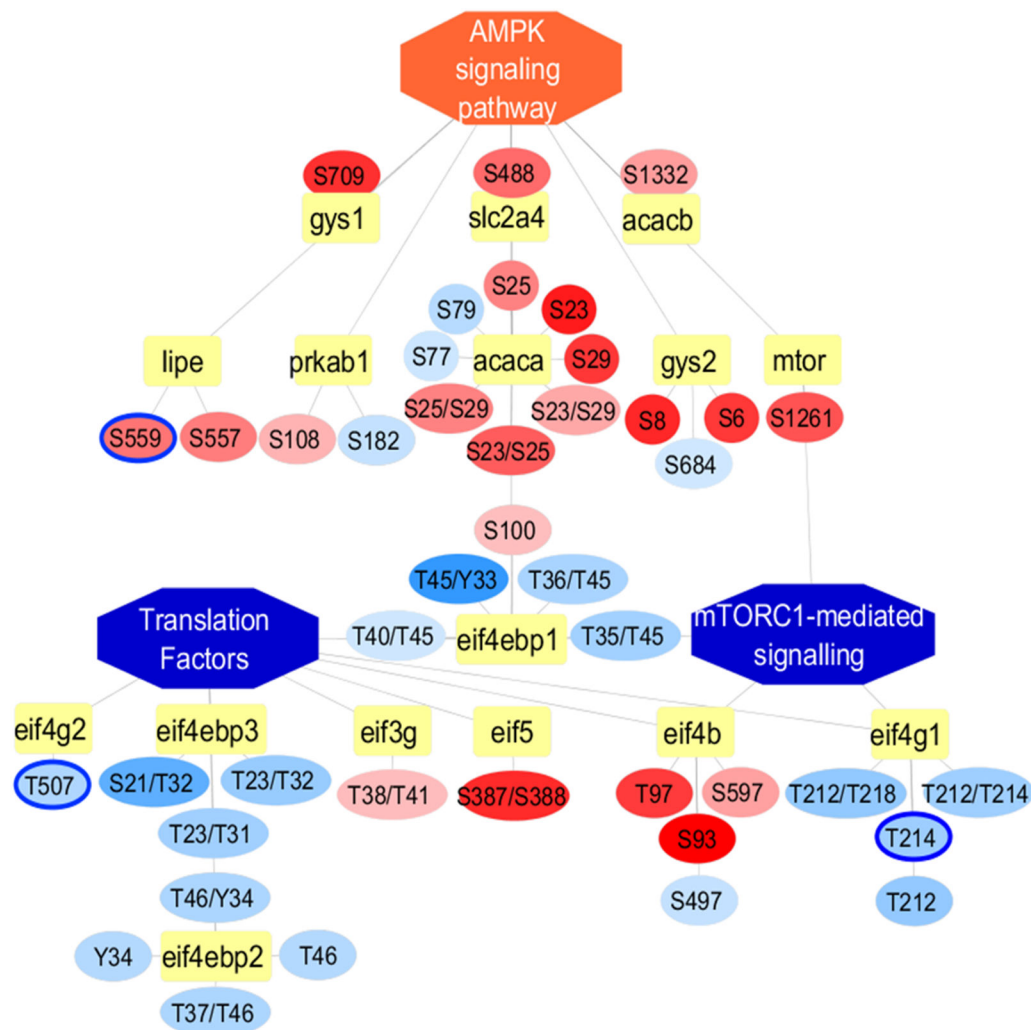 AMPK
signaling
pathway
S709
S488
S1332
gys1
slc2a4
acacb
S25
S79
S23
lipe
prkab1
S77
acaca
S29
gys2
mtor
S25/S29
S23/S29
S8
S6
S1261
S559
S557
S108
S182
S23/S25
S684
S100
T45/Y33
T36/T45
Translation
Factors
T40/T45
eif4ebp1
T35/T45
mTORC1-mediated
signalling
eif4g2
eif4ebp3
eif3g
eif5
eif4b
eif4g1
T507
S21/T32
T23/T32
T38/T41
S387/S388
T97
S597
T212/T218
T212/T214
T23/T31
S93
T214
T46/Y34
S497
T212
Y34
eif4ebp2
T46
T37/T46